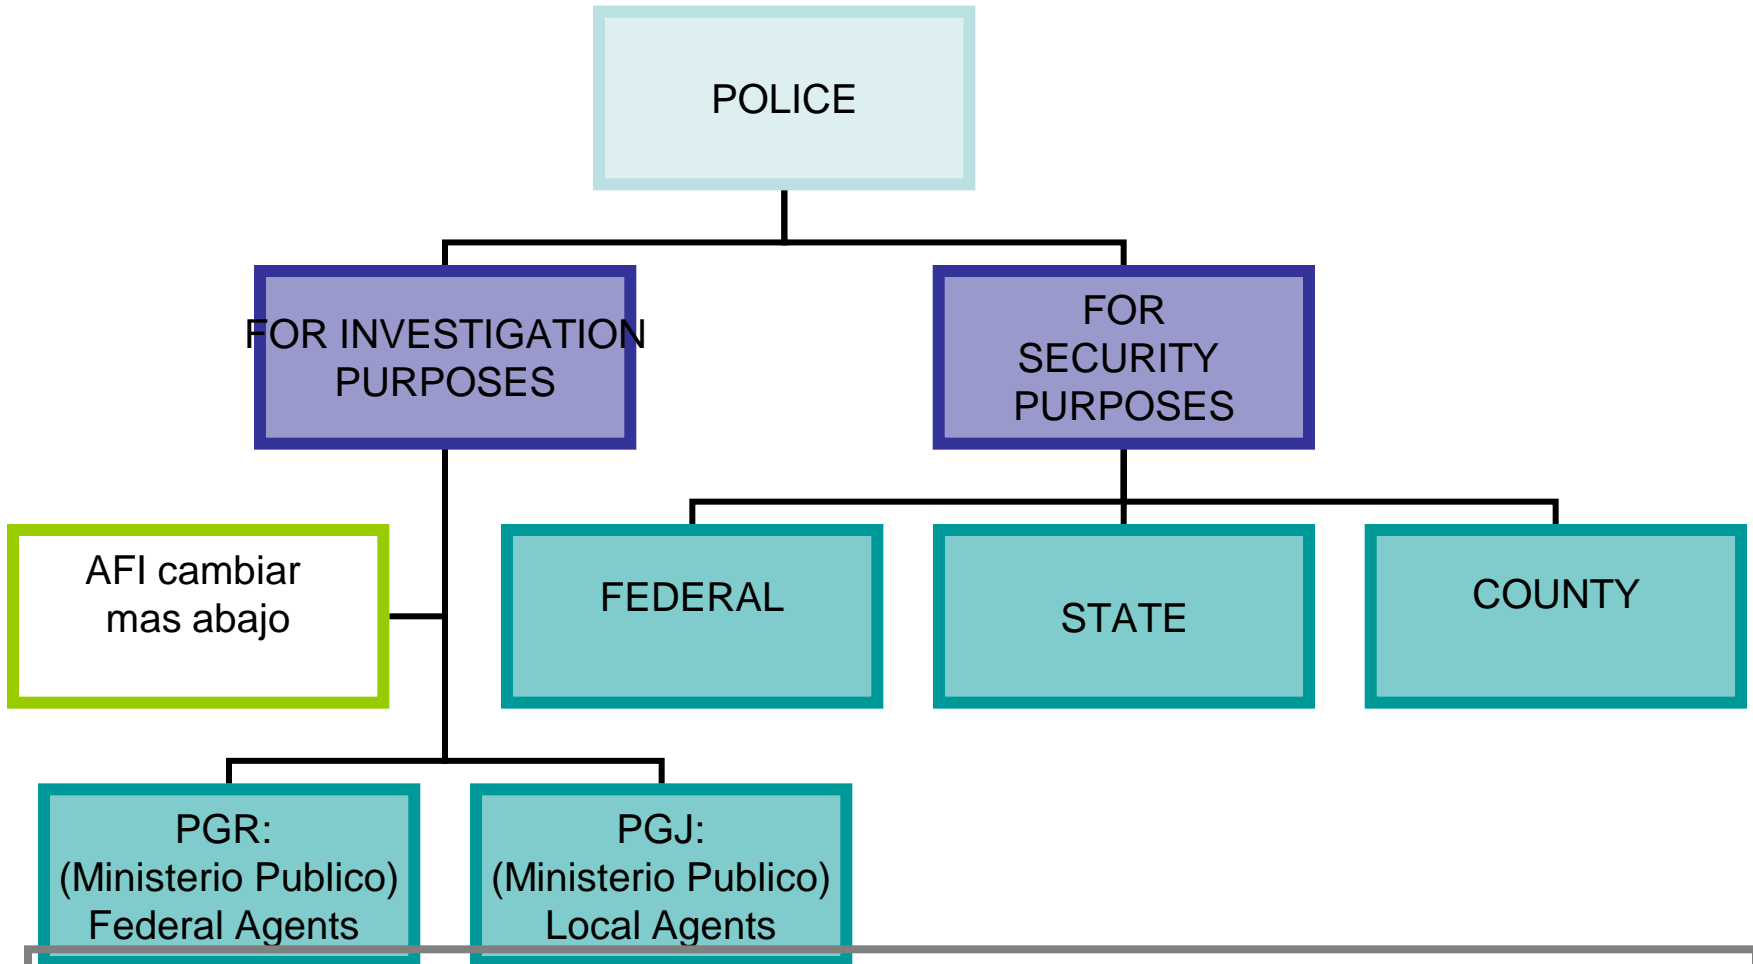 POLICE
FOR INVESTIGATION
PURPOSES
FOR
SECURITY
PURPOSES
AFI cambiar
mas abajo
FEDERAL
STATE
COUNTY
PGR:
(Ministerio Publico)
Federal Agents
PGJ:
(Ministerio Publico)
Local Agents